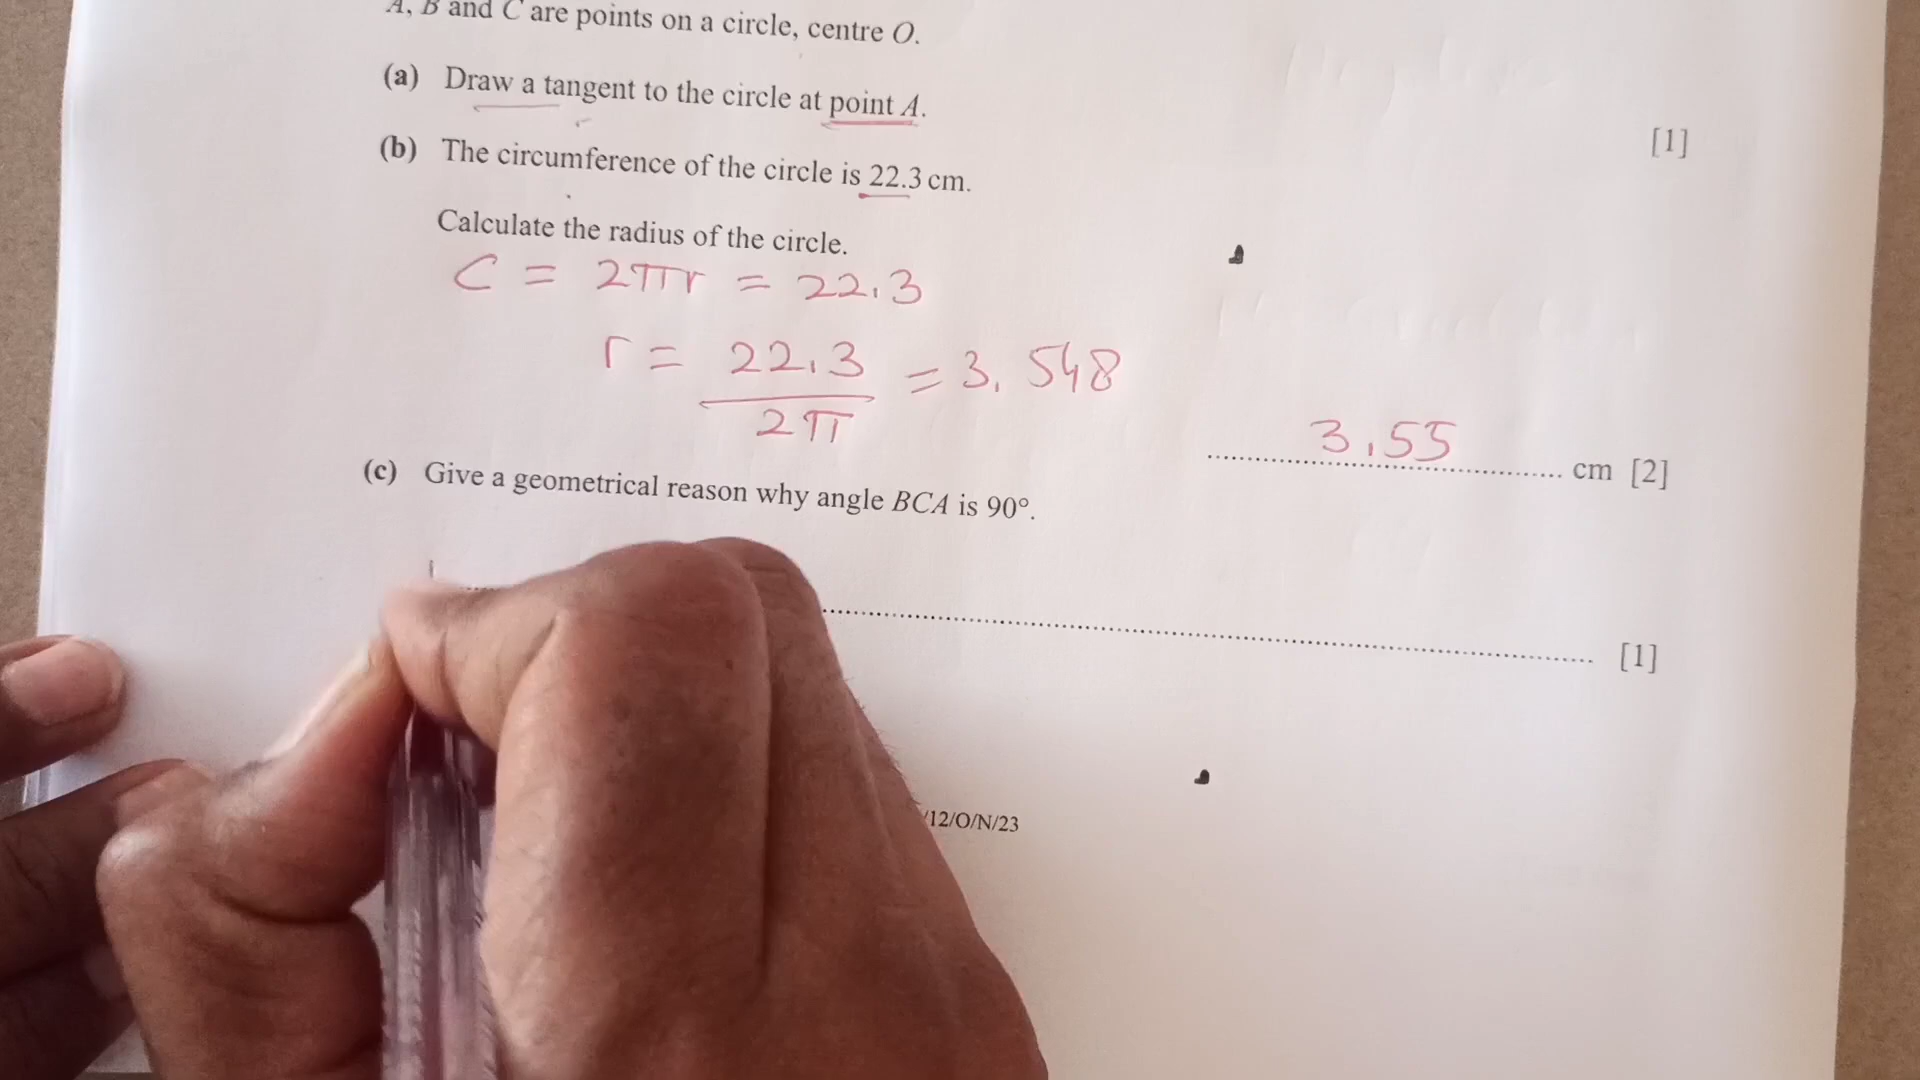 A, B and C are points on a circle, centre O.
(a) Draw a tangent to the circle at point A.
[1]
(b) The circumference of the circle is 22.3 cm.
Calculate the radius of the circle.
C = 2πr = 22.3
r = 22.3 / 2π = 3.548
3.55 cm [2]
(c) Give a geometrical reason why angle BCA is 90°.
[1]
/12/O/N/23